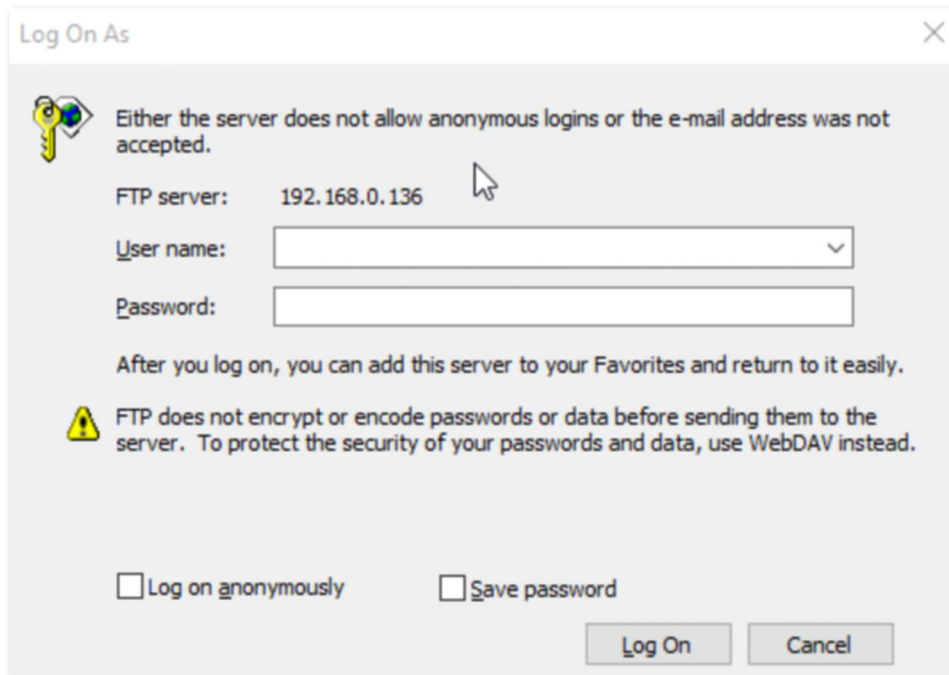 Log On As
Either the server does not allow anonymous logins or the e-mail address was not
accepted.
FTP server: 192.168.0.136
User name:
Password:
After you log on, you can add this server to your Favorites and return to it easily.
FTP does not encrypt or encode passwords or data before sending them to the
server. To protect the security of your passwords and data, use WebDAV instead.
Log on anonymously Save password
Log On Cancel